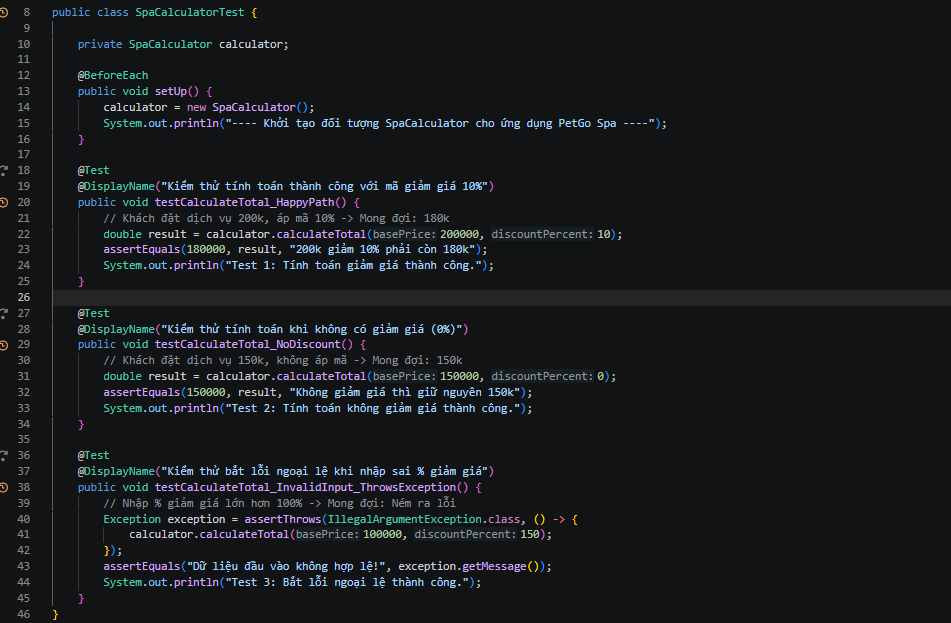 8 public class SpaCalculatorTest {
9
10 private SpaCalculator calculator;
11
12 @BeforeEach
13 public void setUp() {
14 calculator = new SpaCalculator();
15 System.out.println("---- Khởi tạo đối tượng SpaCalculator cho ứng dụng PetGo Spa ----");
16 }
17
18 @Test
19 @DisplayName("Kiểm thử tính toán thành công với mã giảm giá 10%")
20 public void testCalculateTotal_HappyPath() {
21 // Khách đặt dịch vụ 200k, áp mã 10% -> Mong đợi: 180k
22 double result = calculator.calculateTotal(basePrice: 200000, discountPercent: 10);
23 assertEquals(180000, result, "200k giảm 10% phải còn 180k");
24 System.out.println("Test 1: Tính toán giảm giá thành công.");
25 }
26
27 @Test
28 @DisplayName("Kiểm thử tính toán khi không có giảm giá (0%)")
29 public void testCalculateTotal_NoDiscount() {
30 // Khách đặt dịch vụ 150k, không áp mã -> Mong đợi: 150k
31 double result = calculator.calculateTotal(basePrice: 150000, discountPercent: 0);
32 assertEquals(150000, result, "Không giảm giá thì giữ nguyên 150k");
33 System.out.println("Test 2: Tính toán không giảm giá thành công.");
34 }
35
36 @Test
37 @DisplayName("Kiểm thử bắt lỗi ngoại lệ khi nhập sai % giảm giá")
38 public void testCalculateTotal_InvalidInput_ThrowsException() {
39 // Nhập % giảm giá lớn hơn 100% -> Mong đợi: Ném ra lỗi
40 Exception exception = assertThrows(IllegalArgumentException.class, () -> {
41 calculator.calculateTotal(basePrice: 100000, discountPercent: 150);
42 });
43 assertEquals("Dữ liệu đầu vào không hợp lệ!", exception.getMessage());
44 System.out.println("Test 3: Bắt lỗi ngoại lệ thành công.");
45 }
46 }